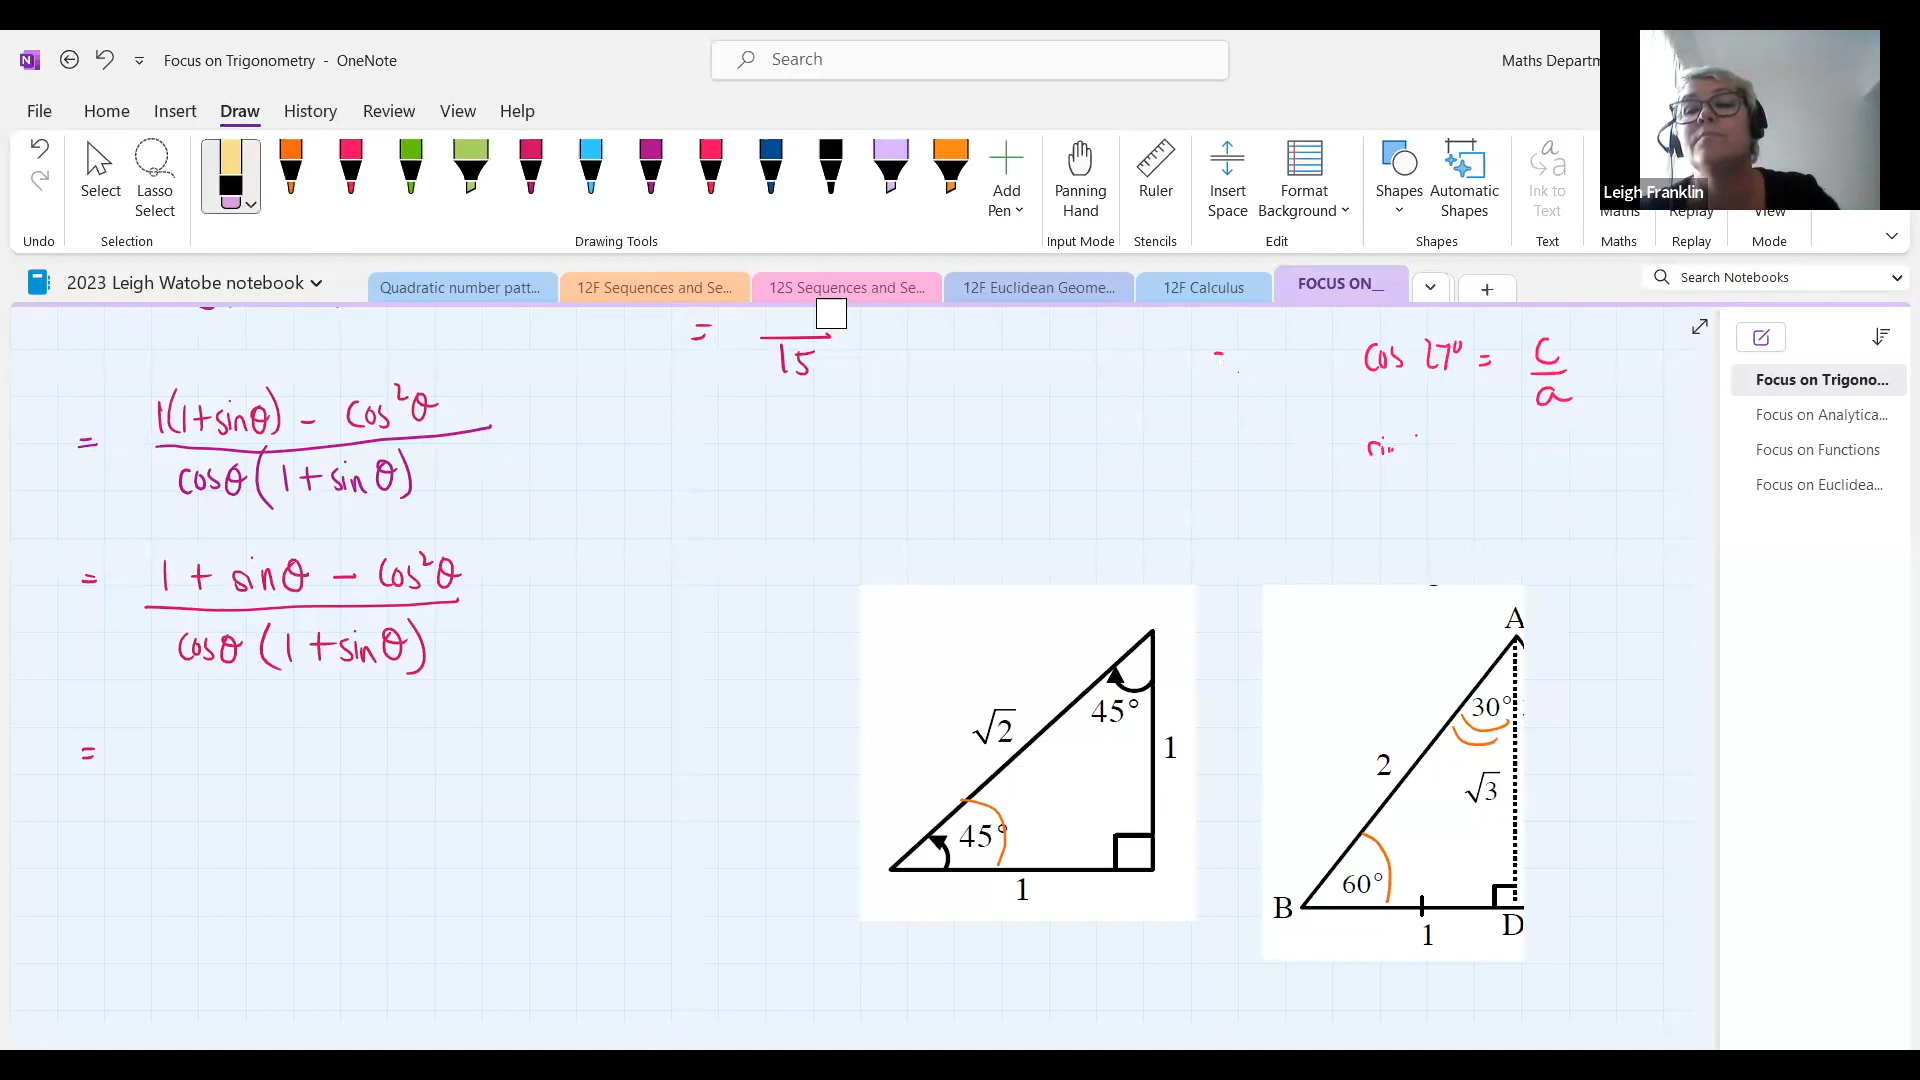 Focus on Trigonometry - OneNote
Search
Maths Departm
File Home Insert Draw History Review View Help
Undo
Select
Lasso Select
Selection
Drawing Tools
Add Pen
Panning Hand
Input Mode
Ruler
Stencils
Insert Space
Format Background
Edit
Shapes
Automatic Shapes
Shapes
Ink to Text
Text
Maths
Maths
Replay
Replay
View
Mode
Leigh Franklin
2023 Leigh Watobe notebook
Quadratic number patt...
12F Sequences and Se...
12S Sequences and Se...
12F Euclidean Geome...
12F Calculus
FOCUS ON_
+
Search Notebooks
Focus on Trigono...
Focus on Analytica...
Focus on Functions
Focus on Euclidea...
= 1(1+sinθ) - cos²θ
cosθ(1+sinθ)
= 1 + sinθ - cos²θ
cosθ(1+sinθ)
=
=
15
cos 27° = c
a
√2
45°
1
45°
1
A
30°
2
√3
60°
B
1
D